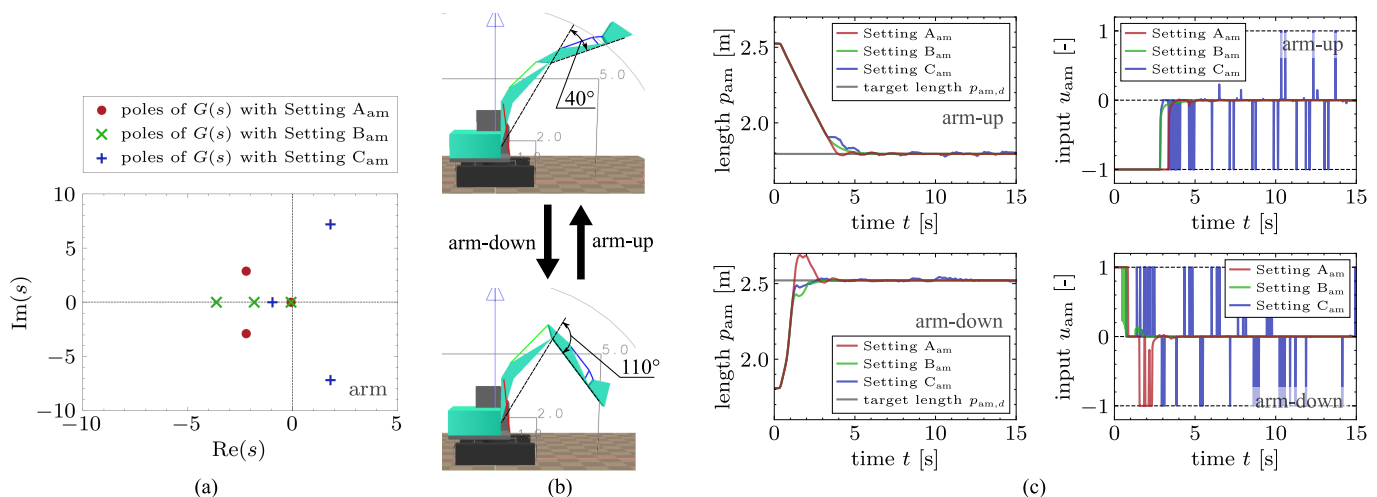 poles of G(s) with Setting A_am
poles of G(s) with Setting B_am
poles of G(s) with Setting C_am
10
5
0
−5
−10
Im(s)
arm
−10
−5
0
5
Re(s)
(a)
5.0
40°
2.0
1.0
arm-down
arm-up
5.0
110°
2.0
1.0
(b)
length p_am [m]
2.5
2.0
Setting A_am
Setting B_am
Setting C_am
target length p_am,d
arm-up
0
5
10
15
time t [s]
input u_am [-]
1
0
−1
Setting A_am
Setting B_am
Setting C_am
arm-up
0
5
10
15
time t [s]
length p_am [m]
2.5
2.0
arm-down
Setting A_am
Setting B_am
Setting C_am
target length p_am,d
0
5
10
15
time t [s]
input u_am [-]
1
0
−1
Setting A_am
Setting B_am
Setting C_am
arm-down
0
5
10
15
time t [s]
(c)